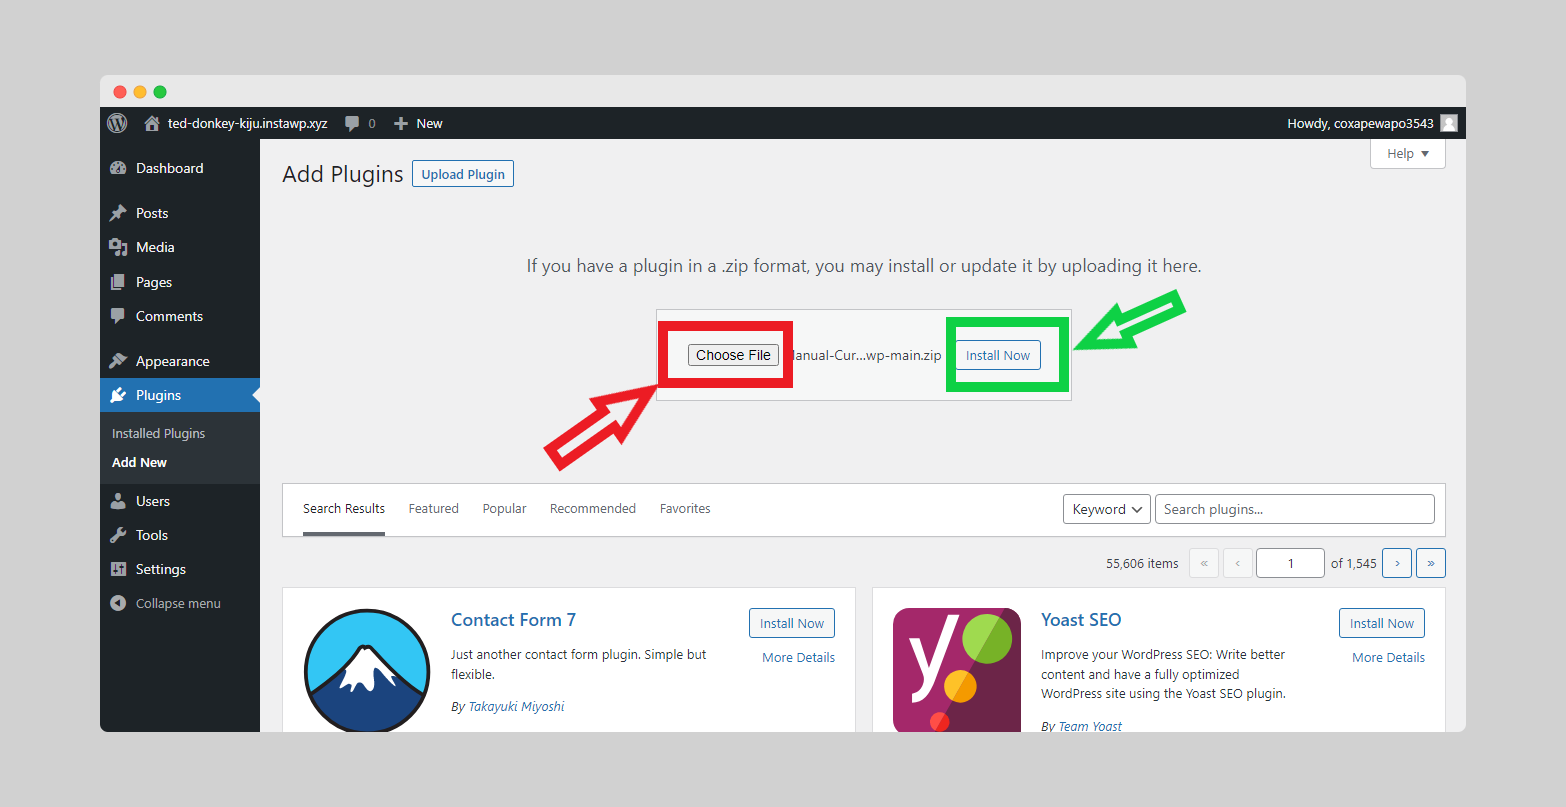 ted-donkey-kiju.instawp.xyz 0 New Howdy, coxapewapo3543
Dashboard
Posts
Media
Pages
Comments
Appearance
Plugins
Installed Plugins
Add New
Users
Tools
Settings
Collapse menu
Help
Add Plugins Upload Plugin
If you have a plugin in a .zip format, you may install or update it by uploading it here.
Choose File anual-Cur...wp-main.zip Install Now
Search Results Featured Popular Recommended Favorites Keyword Search plugins...
55,606 items « ‹ 1 of 1,545 › »
Contact Form 7
Install Now
More Details
Just another contact form plugin. Simple but
flexible.
By Takayuki Miyoshi
y
Yoast SEO
Install Now
More Details
Improve your WordPress SEO: Write better
content and have a fully optimized
WordPress site using the Yoast SEO plugin.
By Team Yoast